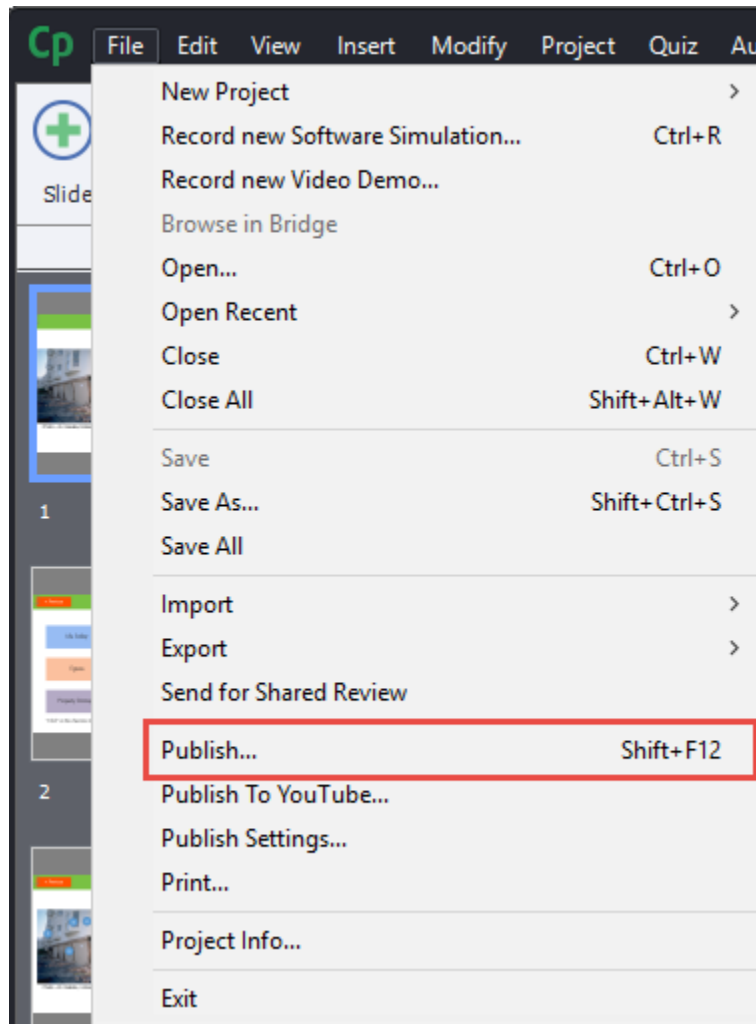 Cp File Edit View Insert Modify Project Quiz Au
New Project
Record new Software Simulation... Ctrl+R
Slide
Record new Video Demo...
Browse in Bridge
Open... Ctrl+O
Open Recent
Close Ctrl+W
Close All Shift+Alt+W
Save Ctrl+S
1
Save As... Shift+Ctrl+S
Save All
Import
Export
Send for Shared Review
Publish... Shift+F12
2
Publish To YouTube...
Publish Settings...
Print...
Project Info...
Exit